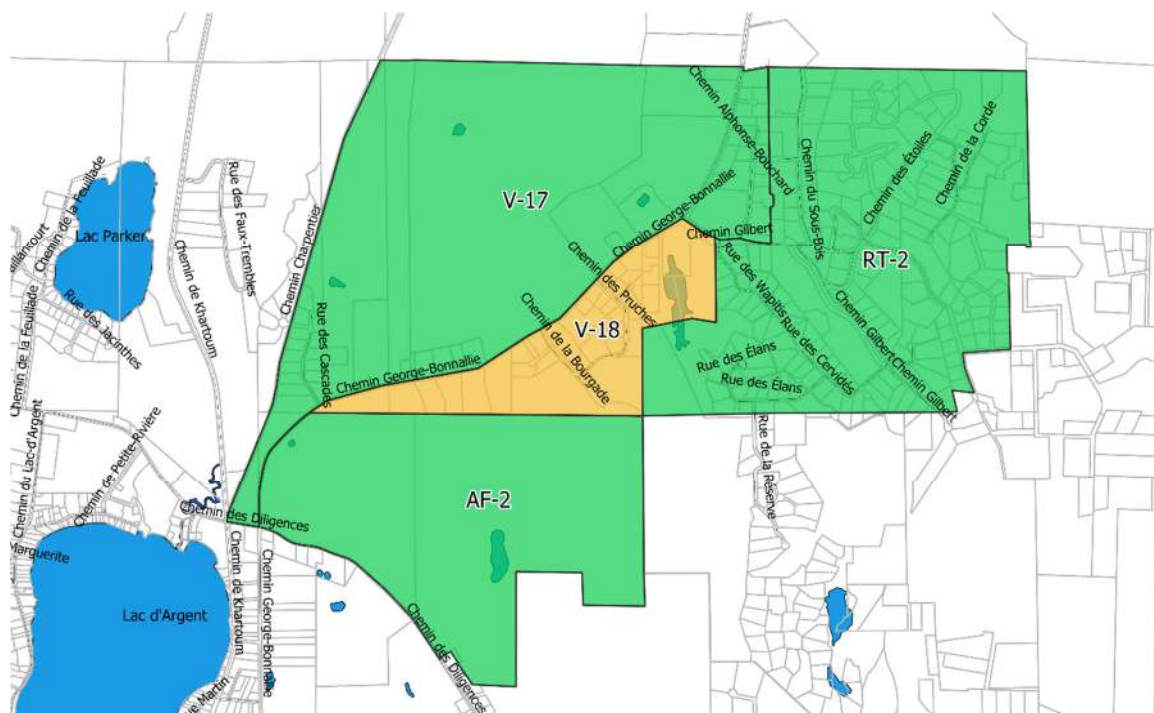 Chemin de la Feuillade
Lac Parker
aillancourt
Chemin de la Feuillade
Rue des Jacinthes
Chemin de Khartoum
Rue des Faux-Trembles
Chemin Charpentier
V-17
Chemin Alphonse-Bouchard
Chemin du Sous-Bois
Chemin des Étoiles
Chemin de la Corde
Chemin George-Bonnallie
Chemin Gilbert
RT-2
Chemin des Pruches
Rue des Wapitis
V-18
Chemin de la Bourgade
Rue des Cascades
Chemin George-Bonnallie
Rue des Élans
Rue des Cervidés
Rue des Élans
Chemin Gilbert
Chemin Gilbert
Chemin Gilbert
Chemin du Lac-d'Argent
Chemin de Petite-Rivière
Rue de la Réserve
AF-2
Chemin des Diligences
Marguerite
Lac d'Argent
Chemin de Khartoum
Chemin George-Bonnallie
Chemin des Diligences
ue Martin